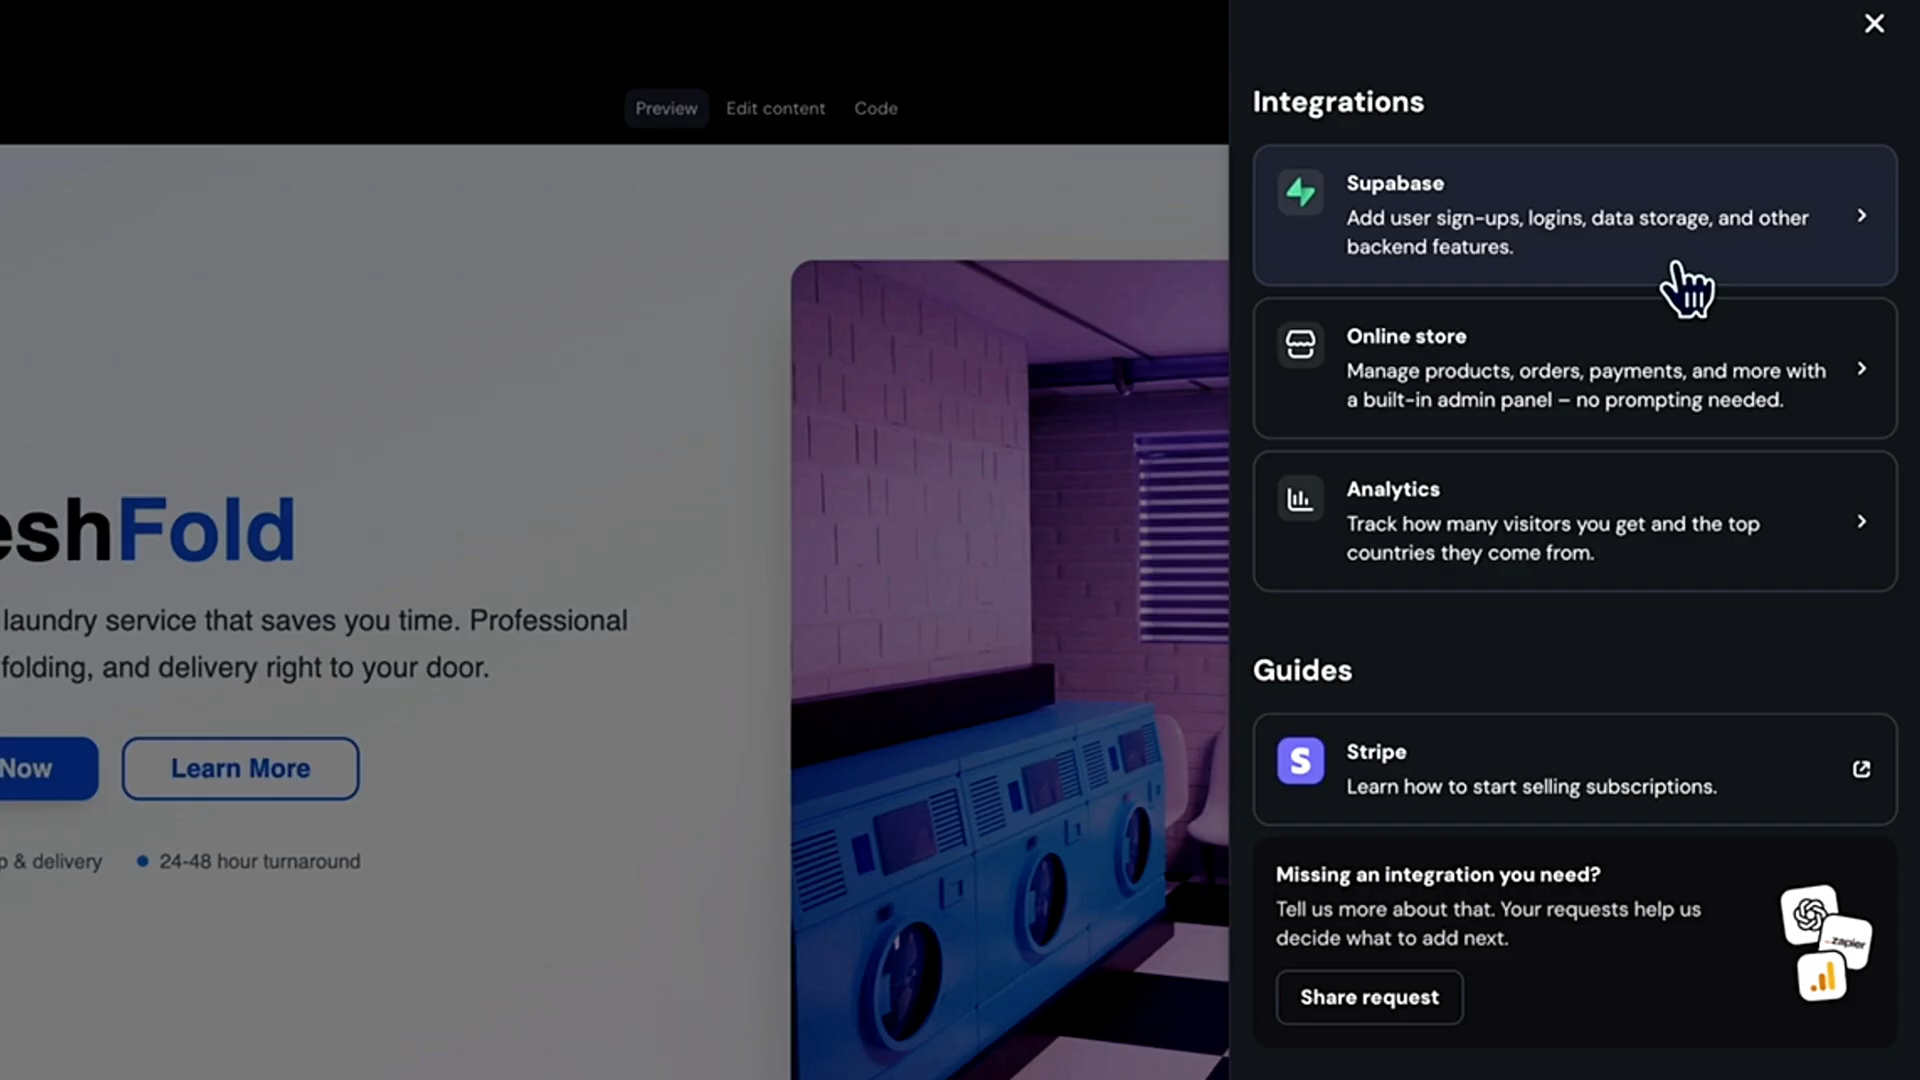 Preview
Edit content
Code
eshFold
laundry service that saves you time. Professional
folding, and delivery right to your door.
Now
Learn More
p & delivery
24-48 hour turnaround
Integrations
Supabase
Add user sign-ups, logins, data storage, and other
backend features.
Online store
Manage products, orders, payments, and more with
a built-in admin panel – no prompting needed.
Analytics
Track how many visitors you get and the top
countries they come from.
Guides
S
Stripe
Learn how to start selling subscriptions.
Missing an integration you need?
Tell us more about that. Your requests help us
decide what to add next.
zapier
Share request